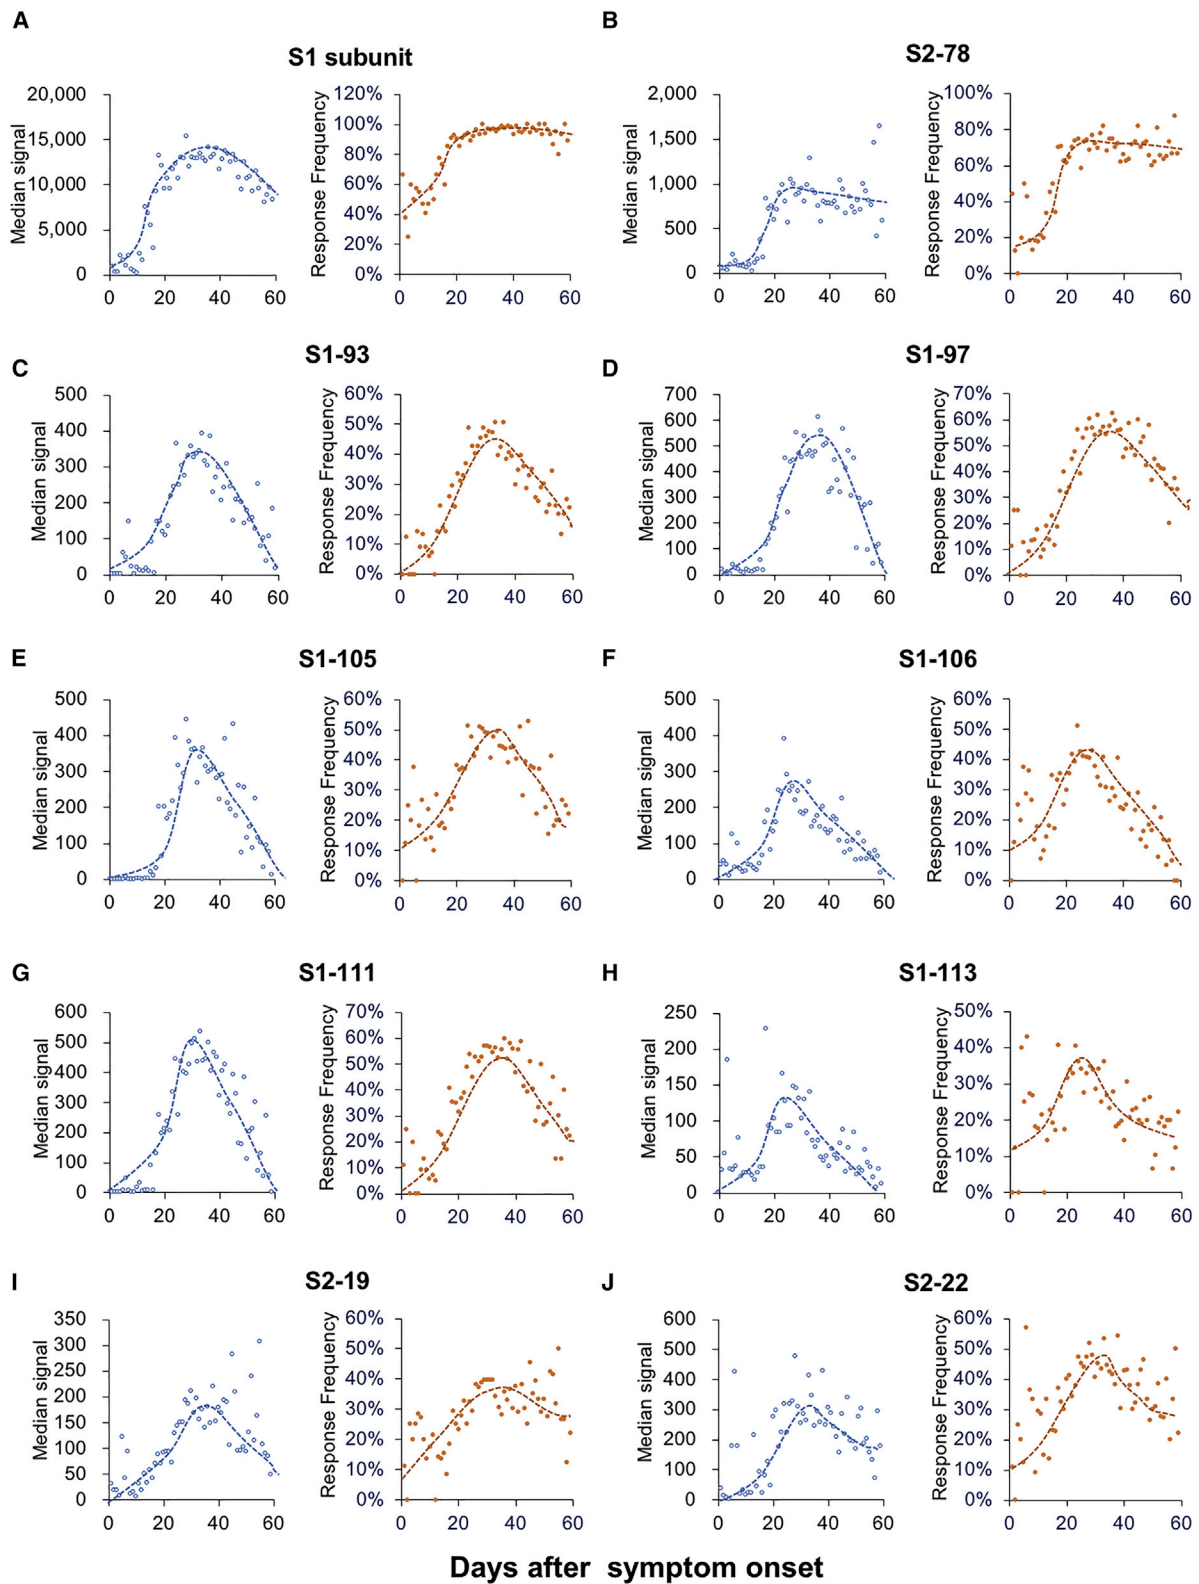 A
B
S1 subunit
S2-78
Median signal
20,000
15,000
10,000
5,000
0
0 20 40 60
Response Frequency
120%
100%
80%
60%
40%
20%
0%
0 20 40 60
Median signal
2,000
1,500
1,000
500
0
0 20 40 60
Response Frequency
100%
80%
60%
40%
20%
0%
0 20 40 60
C
D
S1-93
S1-97
Median signal
500
400
300
200
100
0
0 20 40 60
Response Frequency
60%
50%
40%
30%
20%
10%
0%
0 20 40 60
Median signal
700
600
500
400
300
200
100
0
0 20 40 60
Response Frequency
70%
60%
50%
40%
30%
20%
10%
0%
0 20 40 60
E
F
S1-105
S1-106
Median signal
500
400
300
200
100
0
0 20 40 60
Response Frequency
60%
50%
40%
30%
20%
10%
0%
0 20 40 60
Median signal
500
400
300
200
100
0
0 20 40 60
Response Frequency
60%
50%
40%
30%
20%
10%
0%
0 20 40 60
G
H
S1-111
S1-113
Median signal
600
500
400
300
200
100
0
0 20 40 60
Response Frequency
70%
60%
50%
40%
30%
20%
10%
0%
0 20 40 60
Median signal
250
200
150
100
50
0
0 20 40 60
Response Frequency
50%
40%
30%
20%
10%
0%
0 20 40 60
I
J
S2-19
S2-22
Median signal
350
300
250
200
150
100
50
0
0 20 40 60
Response Frequency
60%
50%
40%
30%
20%
10%
0%
0 20 40 60
Median signal
600
500
400
300
200
100
0
0 20 40 60
Response Frequency
60%
50%
40%
30%
20%
10%
0%
0 20 40 60
Days after symptom onset